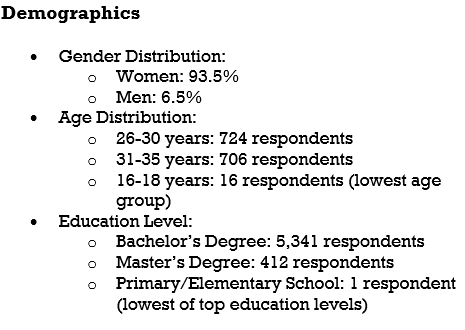 Demographics
• Gender Distribution:
o Women: 93.5%
o Men: 6.5%
• Age Distribution:
o 26-30 years: 724 respondents
o 31-35 years: 706 respondents
o 16-18 years: 16 respondents (lowest age
group)
• Education Level:
o Bachelor’s Degree: 5,341 respondents
o Master’s Degree: 412 respondents
o Primary/Elementary School: 1 respondent
(lowest of top education levels)